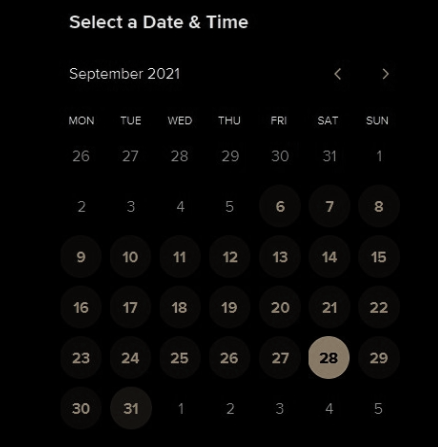 Select a Date & Time
September 2021
MON TUE WED THU FRI SAT SUN
26 27 28 29 30 31 1
2 3 4 5 6 7 8
9 10 11 12 13 14 15
16 17 18 19 20 21 22
23 24 25 26 27 28 29
30 31 1 2 3 4 5